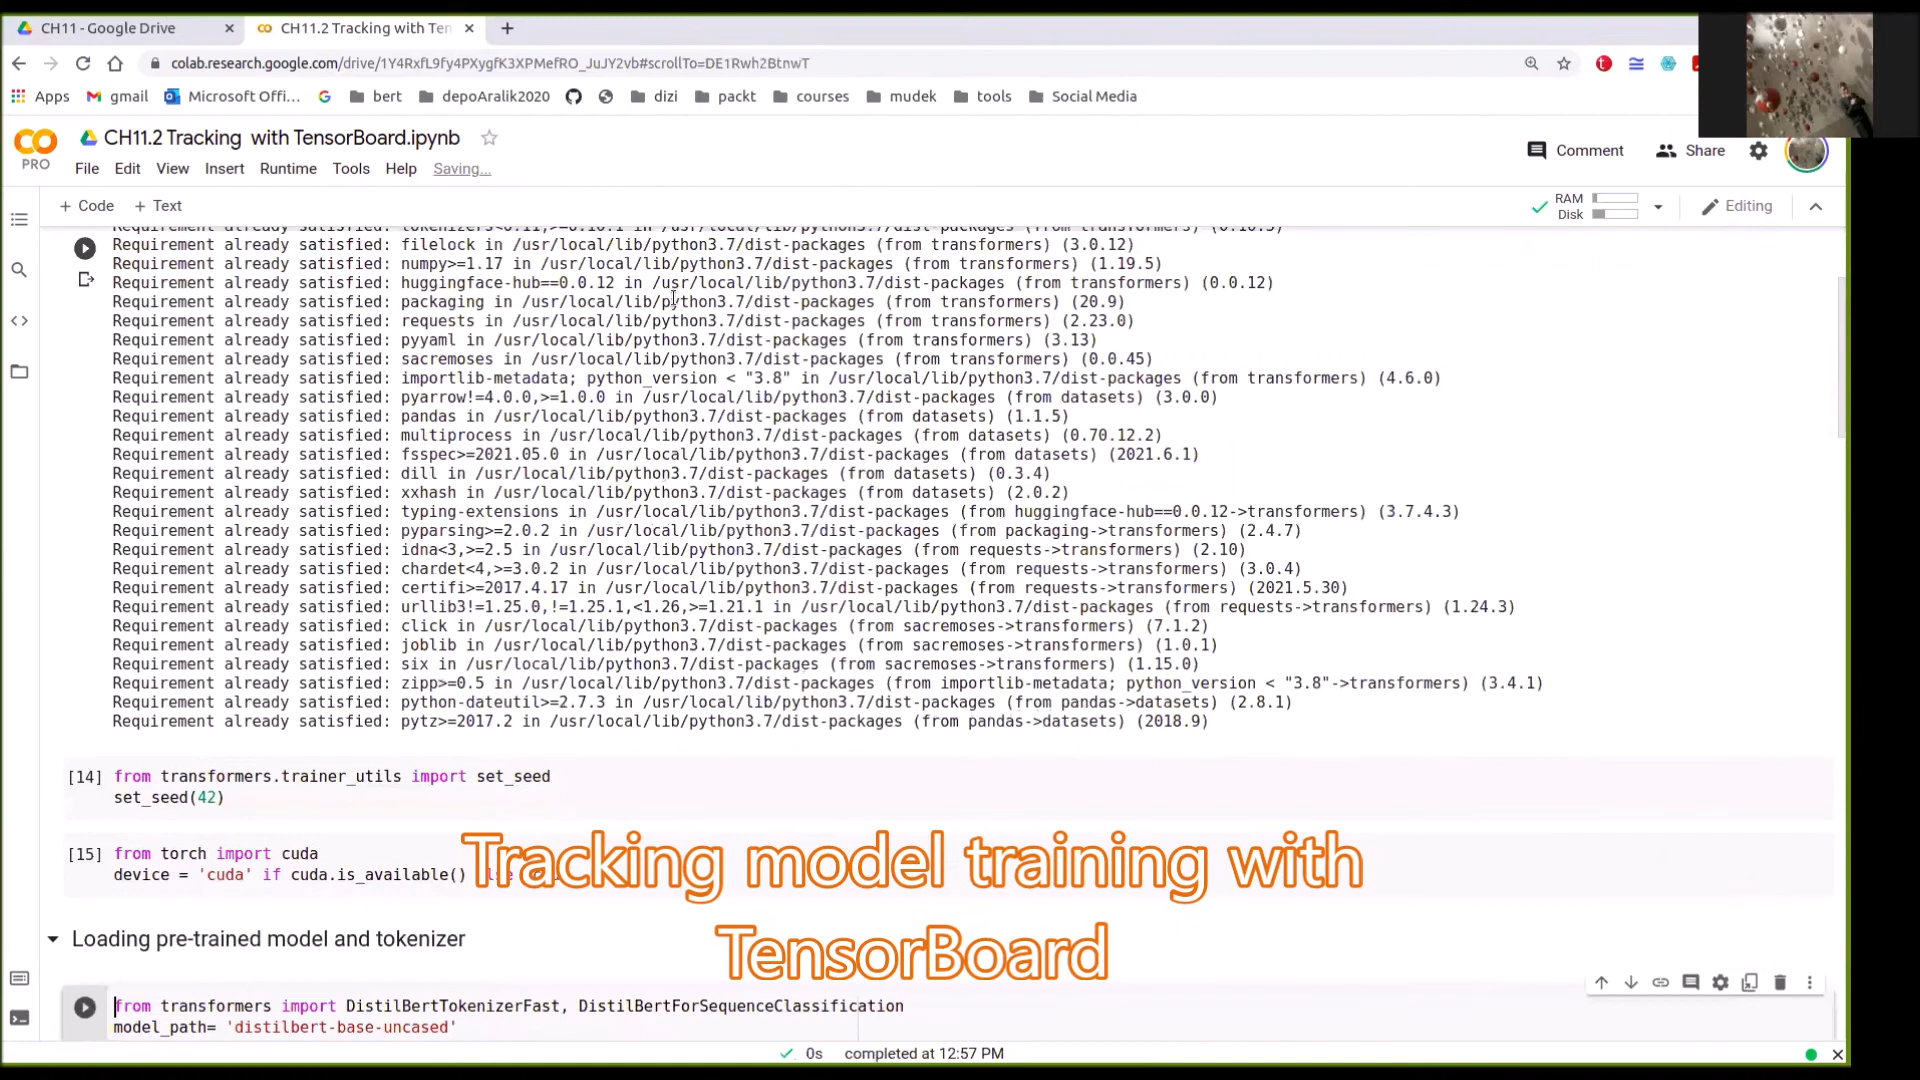 CH11 - Google Drive
CH11.2 Tracking with Ten
colab.research.google.com/drive/1Y4RxfL9fy4PXygfK3XPMefRO_JuJY2vb#scrollTo=DE1Rwh2BtnwT
Apps gmail Microsoft Offi... bert depoAralik2020 dizi packt courses mudek tools Social Media
CO PRO
CH11.2 Tracking with TensorBoard.ipynb
Comment Share
File Edit View Insert Runtime Tools Help Saving...
+ Code + Text
RAM
Disk
Editing
Requirement already satisfied: tokenizers<0.11,>=0.10.1 in /usr/local/lib/python3.7/dist-packages (from transformers) (0.10.3)
Requirement already satisfied: filelock in /usr/local/lib/python3.7/dist-packages (from transformers) (3.0.12)
Requirement already satisfied: numpy>=1.17 in /usr/local/lib/python3.7/dist-packages (from transformers) (1.19.5)
Requirement already satisfied: huggingface-hub==0.0.12 in /usr/local/lib/python3.7/dist-packages (from transformers) (0.0.12)
Requirement already satisfied: packaging in /usr/local/lib/python3.7/dist-packages (from transformers) (20.9)
Requirement already satisfied: requests in /usr/local/lib/python3.7/dist-packages (from transformers) (2.23.0)
Requirement already satisfied: pyyaml in /usr/local/lib/python3.7/dist-packages (from transformers) (3.13)
Requirement already satisfied: sacremoses in /usr/local/lib/python3.7/dist-packages (from transformers) (0.0.45)
Requirement already satisfied: importlib-metadata; python_version < "3.8" in /usr/local/lib/python3.7/dist-packages (from transformers) (4.6.0)
Requirement already satisfied: pyarrow!=4.0.0,>=1.0.0 in /usr/local/lib/python3.7/dist-packages (from datasets) (3.0.0)
Requirement already satisfied: pandas in /usr/local/lib/python3.7/dist-packages (from datasets) (1.1.5)
Requirement already satisfied: multiprocess in /usr/local/lib/python3.7/dist-packages (from datasets) (0.70.12.2)
Requirement already satisfied: fsspec>=2021.05.0 in /usr/local/lib/python3.7/dist-packages (from datasets) (2021.6.1)
Requirement already satisfied: dill in /usr/local/lib/python3.7/dist-packages (from datasets) (0.3.4)
Requirement already satisfied: xxhash in /usr/local/lib/python3.7/dist-packages (from datasets) (2.0.2)
Requirement already satisfied: typing-extensions in /usr/local/lib/python3.7/dist-packages (from huggingface-hub==0.0.12->transformers) (3.7.4.3)
Requirement already satisfied: pyparsing>=2.0.2 in /usr/local/lib/python3.7/dist-packages (from packaging->transformers) (2.4.7)
Requirement already satisfied: idna<3,>=2.5 in /usr/local/lib/python3.7/dist-packages (from requests->transformers) (2.10)
Requirement already satisfied: chardet<4,>=3.0.2 in /usr/local/lib/python3.7/dist-packages (from requests->transformers) (3.0.4)
Requirement already satisfied: certifi>=2017.4.17 in /usr/local/lib/python3.7/dist-packages (from requests->transformers) (2021.5.30)
Requirement already satisfied: urllib3!=1.25.0,!=1.25.1,<1.26,>=1.21.1 in /usr/local/lib/python3.7/dist-packages (from requests->transformers) (1.24.3)
Requirement already satisfied: click in /usr/local/lib/python3.7/dist-packages (from sacremoses->transformers) (7.1.2)
Requirement already satisfied: joblib in /usr/local/lib/python3.7/dist-packages (from sacremoses->transformers) (1.0.1)
Requirement already satisfied: six in /usr/local/lib/python3.7/dist-packages (from sacremoses->transformers) (1.15.0)
Requirement already satisfied: zipp>=0.5 in /usr/local/lib/python3.7/dist-packages (from importlib-metadata; python_version < "3.8"->transformers) (3.4.1)
Requirement already satisfied: python-dateutil>=2.7.3 in /usr/local/lib/python3.7/dist-packages (from pandas->datasets) (2.8.1)
Requirement already satisfied: pytz>=2017.2 in /usr/local/lib/python3.7/dist-packages (from pandas->datasets) (2018.9)
[14] from transformers.trainer_utils import set_seed
set_seed(42)
[15] from torch import cuda
device = 'cuda' if cuda.is_available()
Tracking model training with
TensorBoard
Loading pre-trained model and tokenizer
from transformers import DistilBertTokenizerFast, DistilBertForSequenceClassification
model_path= 'distilbert-base-uncased'
0s completed at 12:57 PM